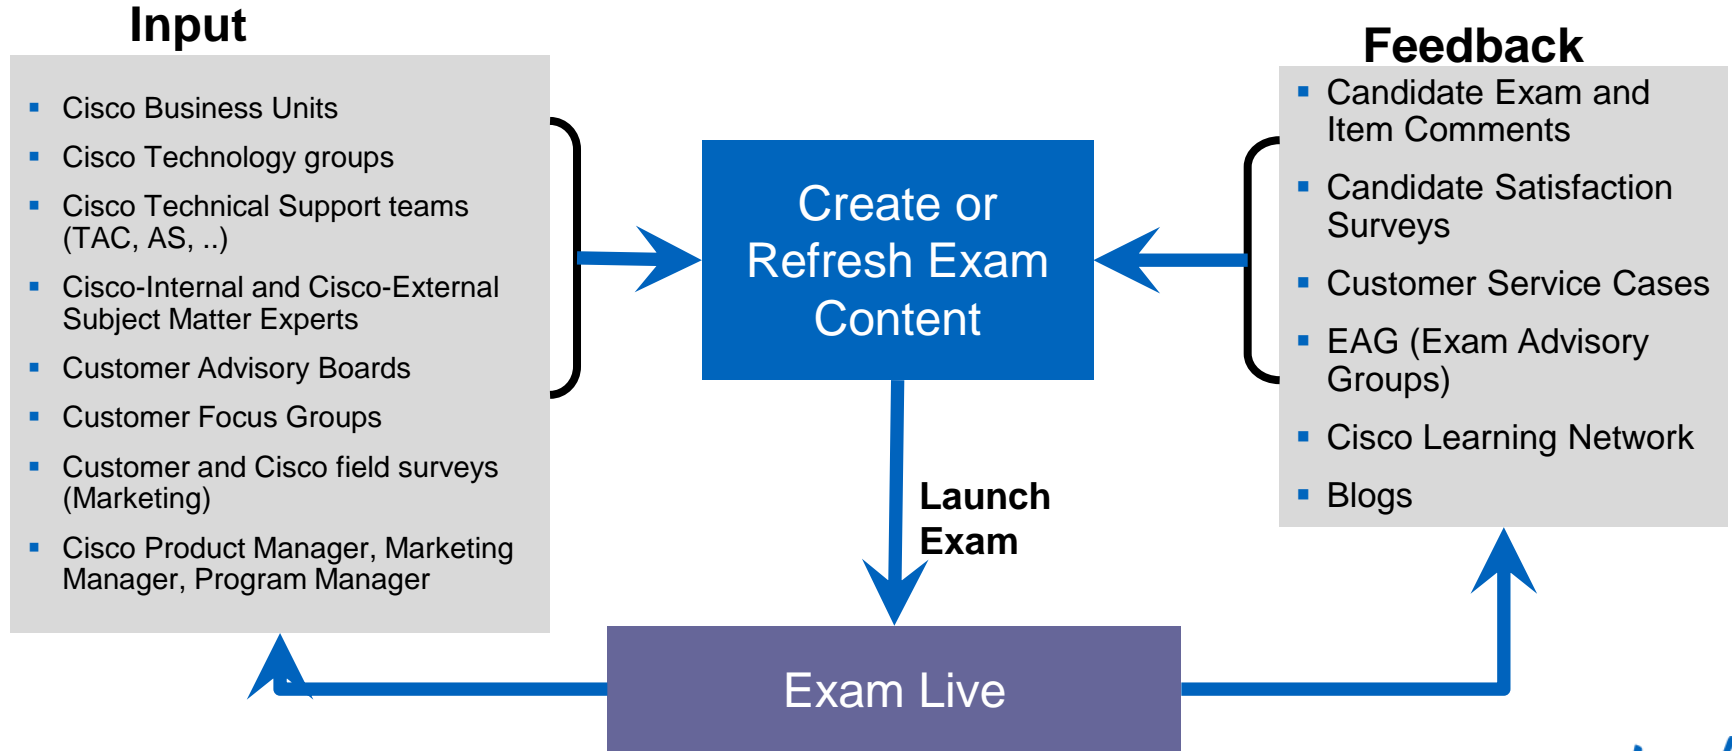 Input
▪ Cisco Business Units
▪ Cisco Technology groups
▪ Cisco Technical Support teams
(TAC, AS, ..)
▪ Cisco-Internal and Cisco-External
Subject Matter Experts
▪ Customer Advisory Boards
▪ Customer Focus Groups
▪ Customer and Cisco field surveys
(Marketing)
▪ Cisco Product Manager, Marketing
Manager, Program Manager
Create or
Refresh Exam
Content
Launch
Exam
Exam Live
Feedback
▪ Candidate Exam and
Item Comments
▪ Candidate Satisfaction
Surveys
▪ Customer Service Cases
▪ EAG (Exam Advisory
Groups)
▪ Cisco Learning Network
▪ Blogs